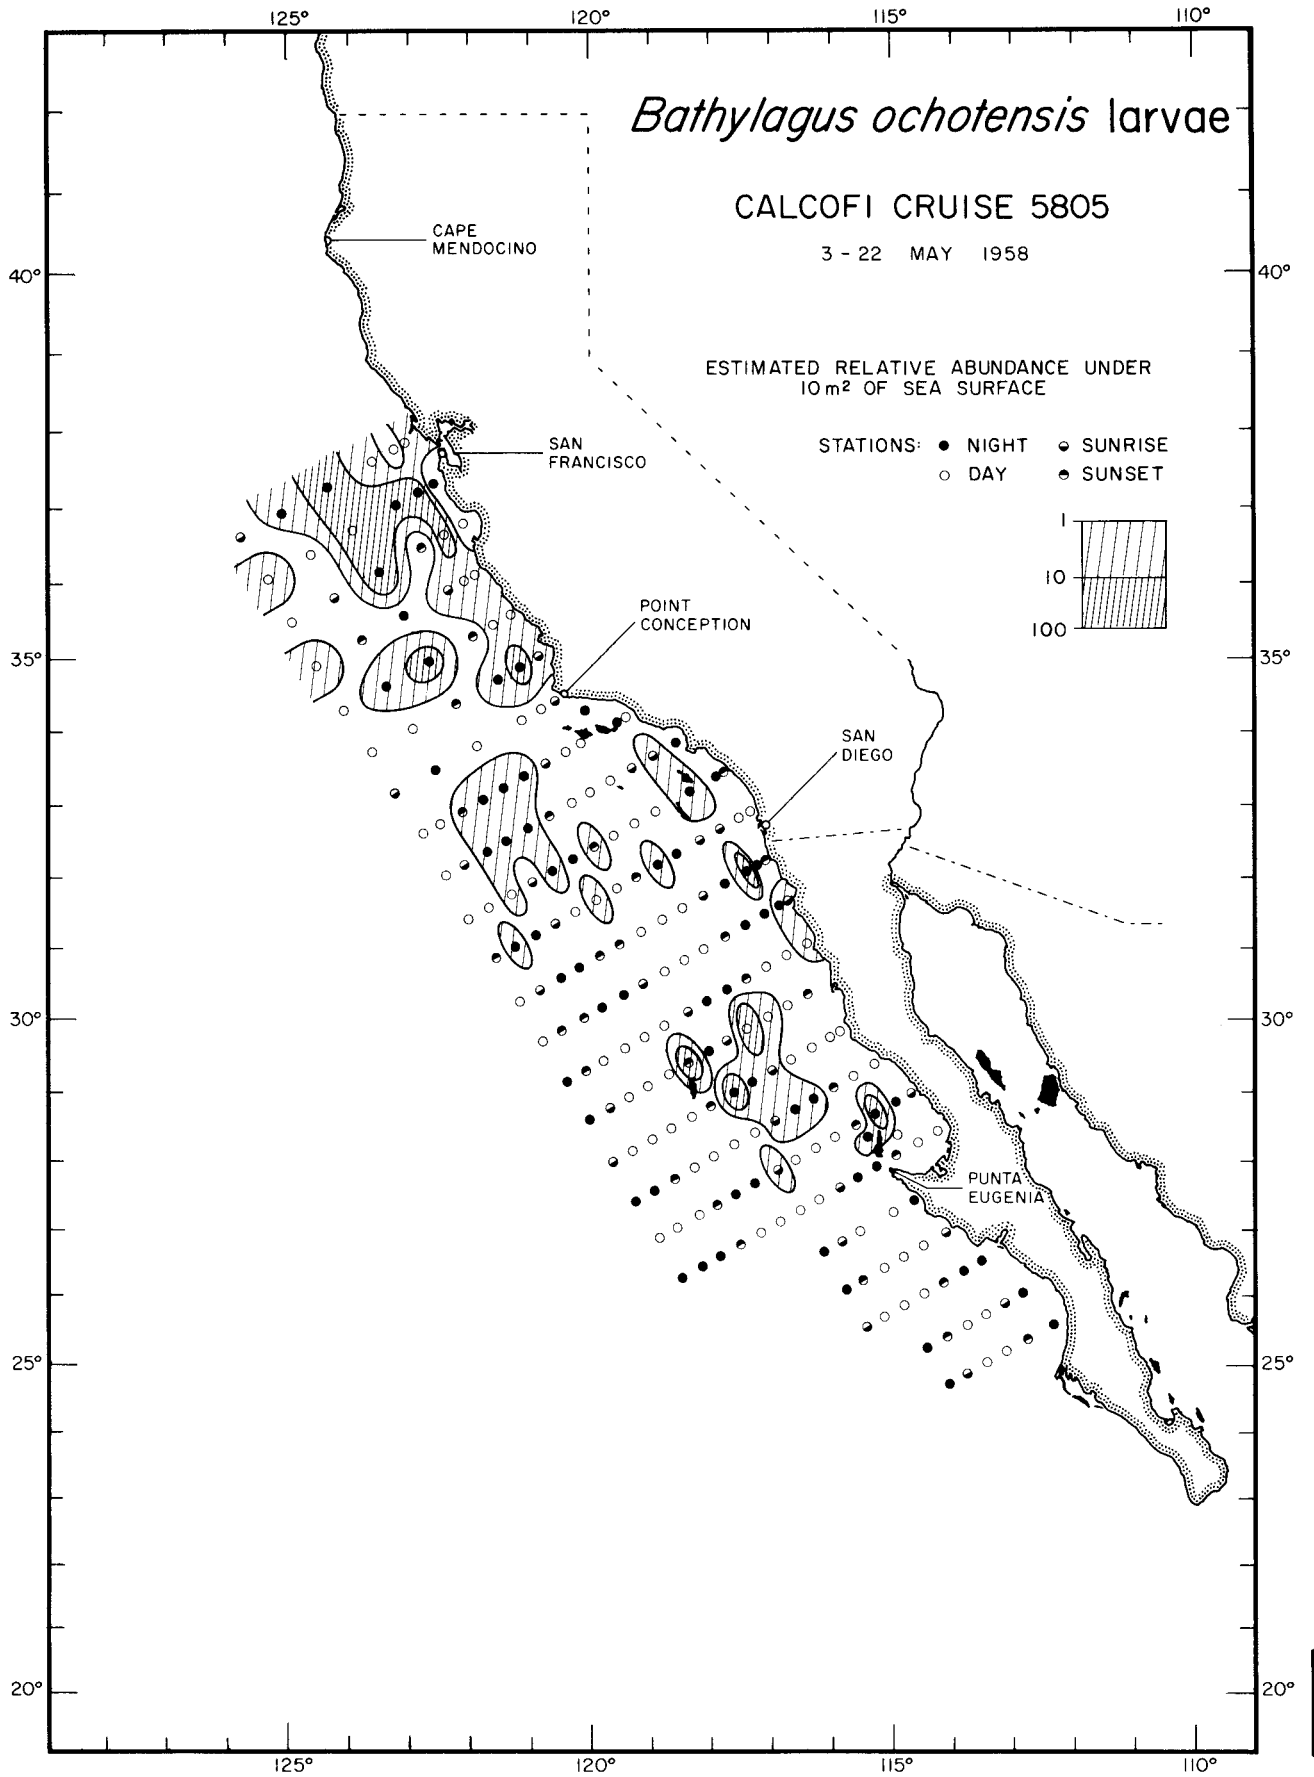 125° 120° 115° 110°
Bathylagus ochotensis larvae
CALCOFI CRUISE 5805
3 - 22 MAY 1958
CAPE
MENDOCINO
40° 40°
ESTIMATED RELATIVE ABUNDANCE UNDER
10 m² OF SEA SURFACE
STATIONS: ● NIGHT ◒ SUNRISE
○ DAY ◓ SUNSET
SAN
FRANCISCO
1
10
100
POINT
CONCEPTION
35° 35°
SAN
DIEGO
30° 30°
PUNTA
EUGENIA
25° 25°
20° 20°
125° 120° 115° 110°